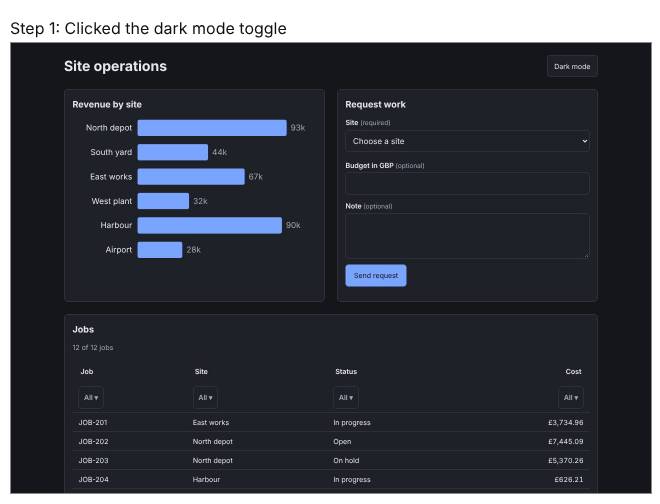 Step 1: Clicked the dark mode toggle
Site operations
Dark mode
Revenue by site
North depot 93k
South yard 44k
East works 67k
West plant 32k
Harbour 90k
Airport 28k
Request work
Site (required)
Choose a site
Budget in GBP (optional)
Note (optional)
Send request
Jobs
12 of 12 jobs
Job Site Status Cost
All ▾ All ▾ All ▾ All ▾
JOB-201 East works In progress £3,734.96
JOB-202 North depot Open £7,445.09
JOB-203 North depot On hold £5,370.26
JOB-204 Harbour In progress £626.21